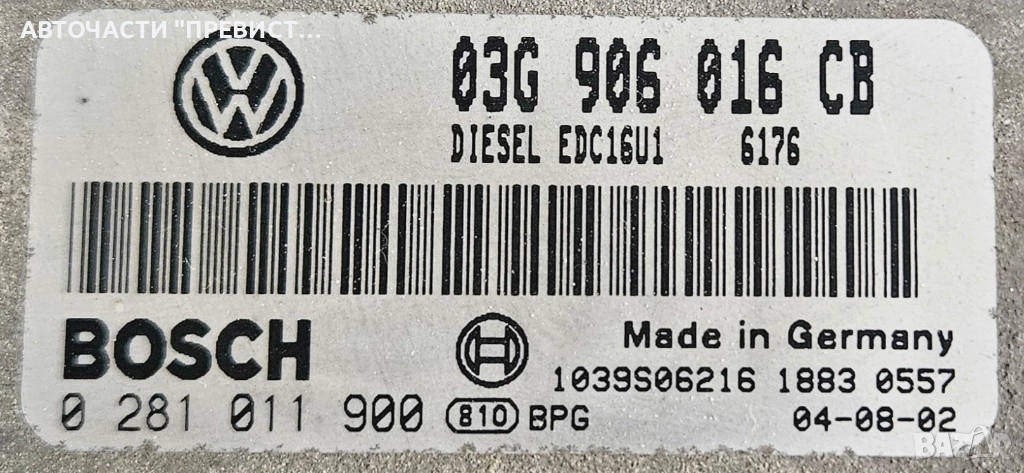 АВТОЧАСТИ "ПРЕВИСТ...
03G 906 016 CB
DIESEL EDC16U1 6176
BOSCH
Made in Germany
1039S06216 1883 0557
0 281 011 900 810 BPG 04-08-02
BAZAR